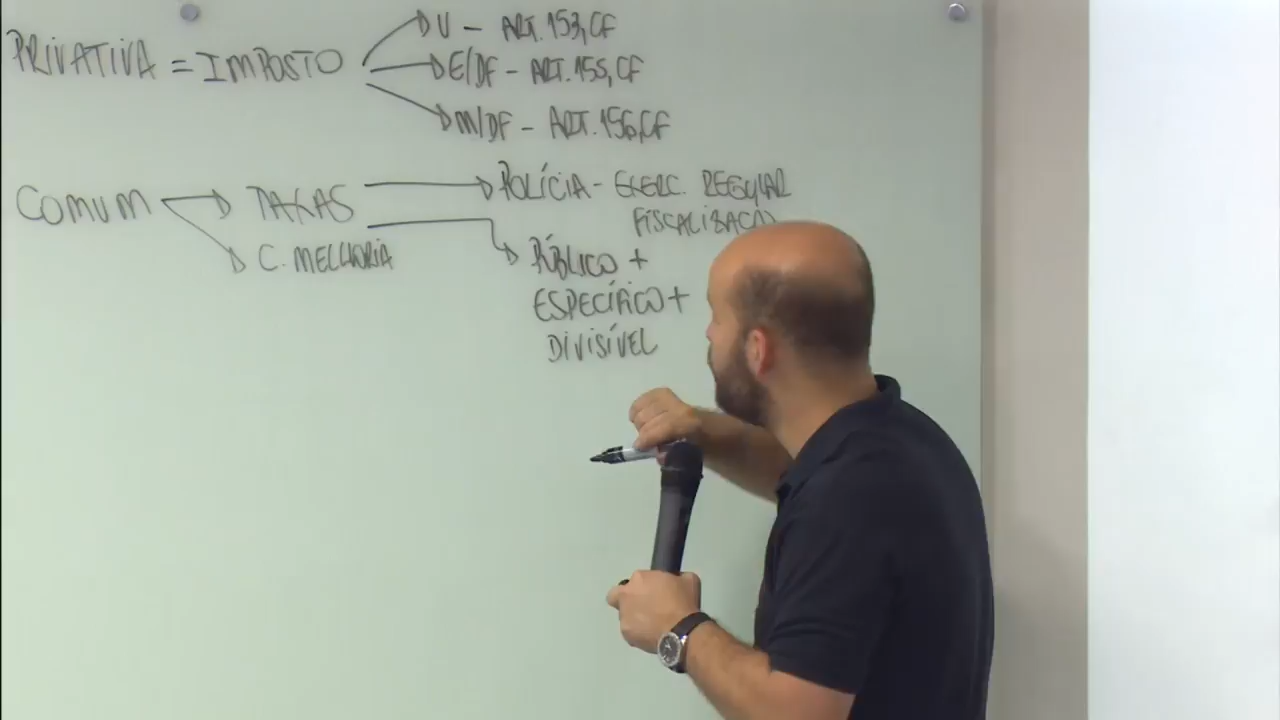 PRIVATIVA = IMPOSTO
U - ART. 153, CF
E/DF - ART. 155, CF
M/DF - ART. 156, CF
COMUM
TAXAS
C. MELHORIA
POLÍCIA - EXERC. REGULAR
FISCALIZAÇÃO
PÚBLICO +
ESPECÍFICO +
DIVISÍVEL